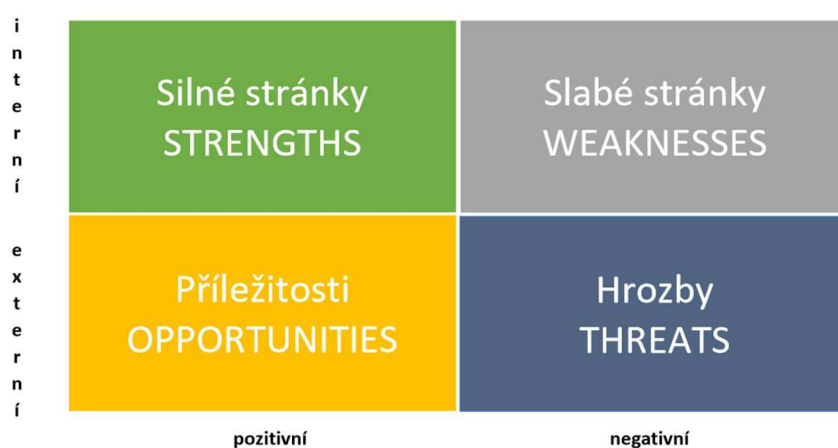 interní
Silné stránky
STRENGTHS
Slabé stránky
WEAKNESSES
externí
Příležitosti
OPPORTUNITIES
Hrozby
THREATS
pozitivní
negativní